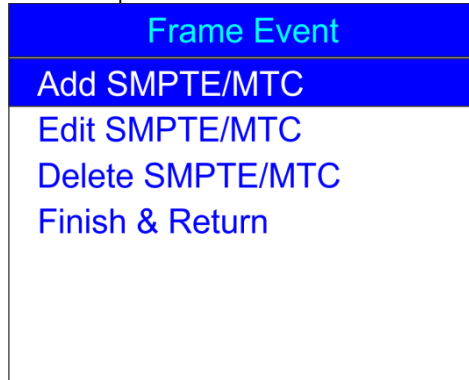 Frame Event
Add SMPTE/MTC
Edit SMPTE/MTC
Delete SMPTE/MTC
Finish & Return